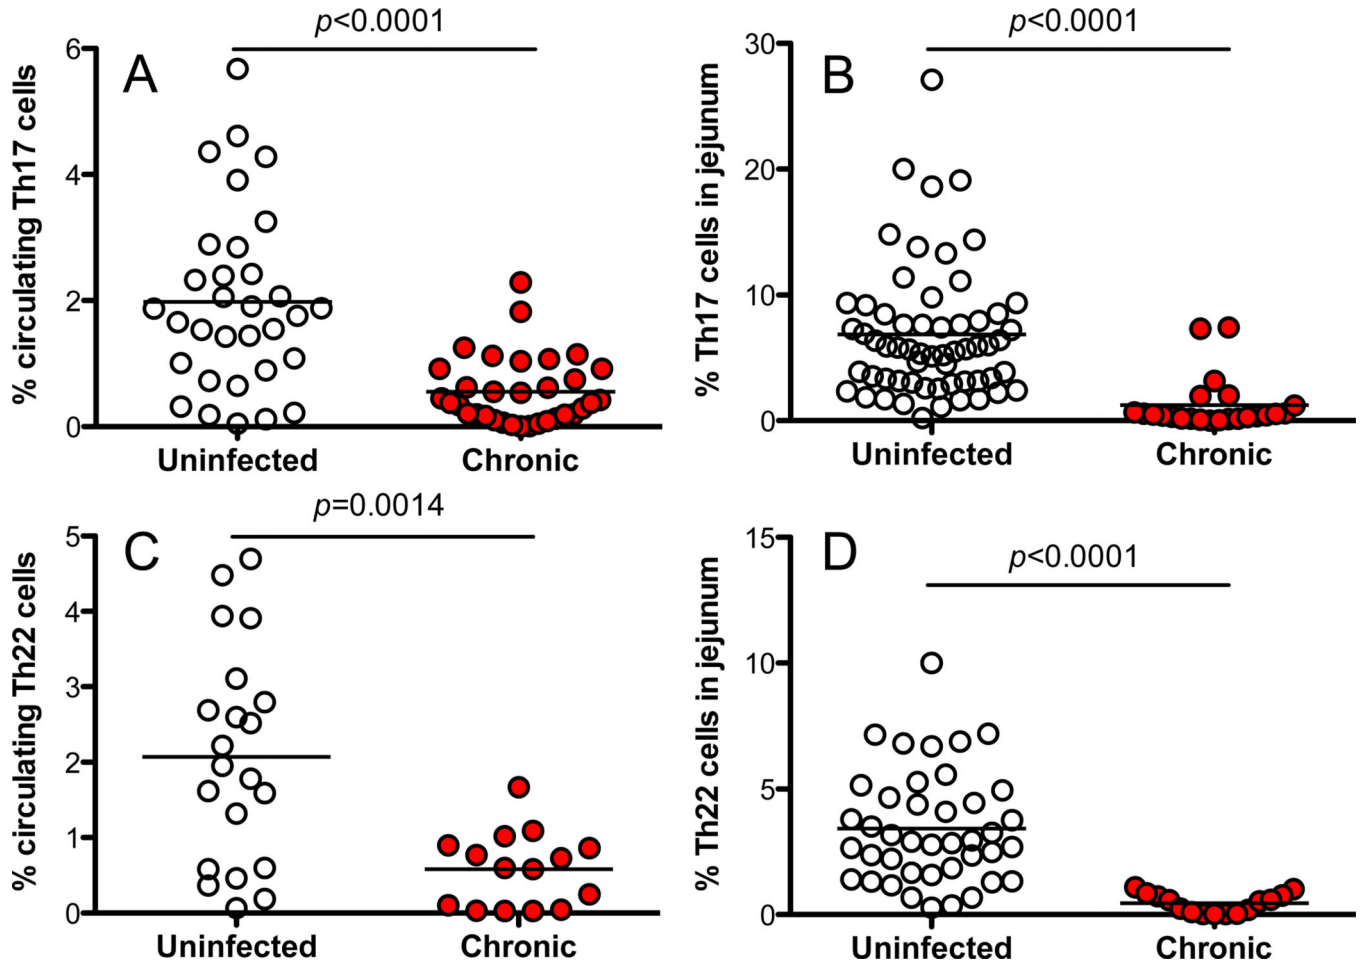 p<0.0001
A
% circulating Th17 cells
6
4
2
0
Uninfected
Chronic
p<0.0001
B
% Th17 cells in jejunum
30
20
10
0
Uninfected
Chronic
p=0.0014
C
% circulating Th22 cells
5
4
3
2
1
0
Uninfected
Chronic
p<0.0001
D
% Th22 cells in jejunum
15
10
5
0
Uninfected
Chronic